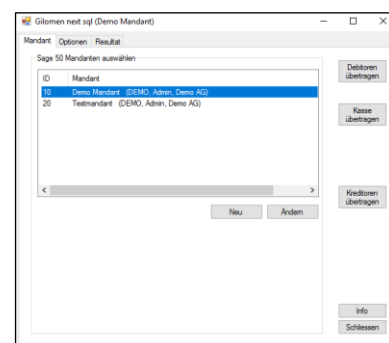 Gilomen next sql (Demo Mandant)
Mandant Optionen Resultat
Sage 50 Mandanten auswählen
ID Mandant
10 Demo Mandant (DEMO, Admin, Demo AG)
20 Testmandant (DEMO, Admin, Demo AG)
Neu Ändern
Debitoren
übertragen
Kasse
übertragen
Kreditoren
übertragen
Info
Schliessen